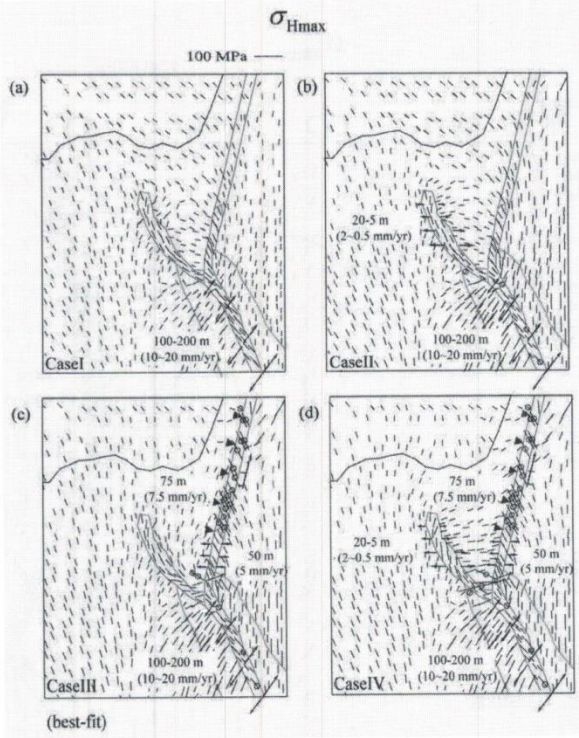 σHmax
100 MPa
(a)
CaseI
100-200 m
(10~20 mm/yr)
(b)
20-5 m
(2~0.5 mm/yr)
100-200 m
(10~20 mm/yr)
CaseII
(c)
75 m
(7.5 mm/yr)
50 m
(5 mm/yr)
100-200 m
(10~20 mm/yr)
CaseIII
(best-fit)
(d)
75 m
(7.5 mm/yr)
20-5 m
(2~0.5 mm/yr)
50 m
(5 mm/yr)
100-200 m
(10~20 mm/yr)
CaseIV